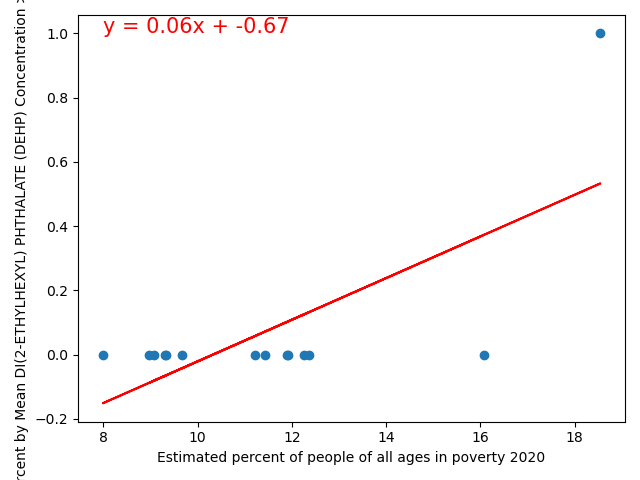 y = 0.06x + -0.67
1.0
0.8
0.6
0.4
0.2
0.0
−0.2
8 10 12 14 16 18
Estimated percent of people of all ages in poverty 2020
by Mean DI(2-ETHYLHEXYL) PHTHALATE (DEHP) Concentration >